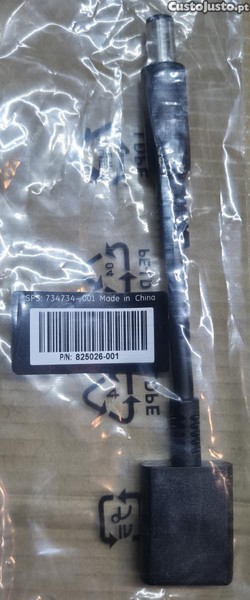 CustoJusto.pt
SPS: 734734-001 Made in China
P/N: 825026-001